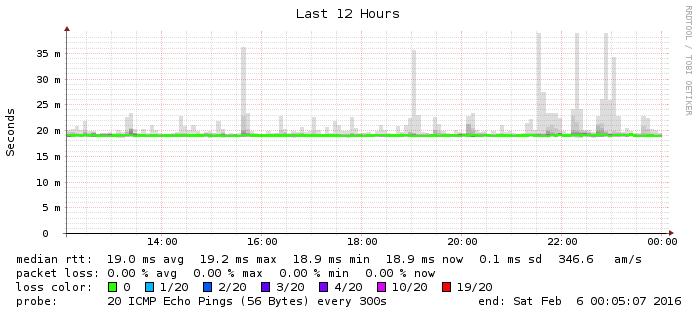 Last 12 Hours
RRDTOOL / TOBI OETIKER
Seconds
35 m
30 m
25 m
20 m
15 m
10 m
5 m
0
14:00 16:00 18:00 20:00 22:00 00:00
median rtt: 19.0 ms avg 19.2 ms max 18.9 ms min 18.9 ms now 0.1 ms sd 346.6 am/s
packet loss: 0.00 % avg 0.00 % max 0.00 % min 0.00 % now
loss color: 0 1/20 2/20 3/20 4/20 10/20 19/20
probe: 20 ICMP Echo Pings (56 Bytes) every 300s end: Sat Feb 6 00:05:07 2016